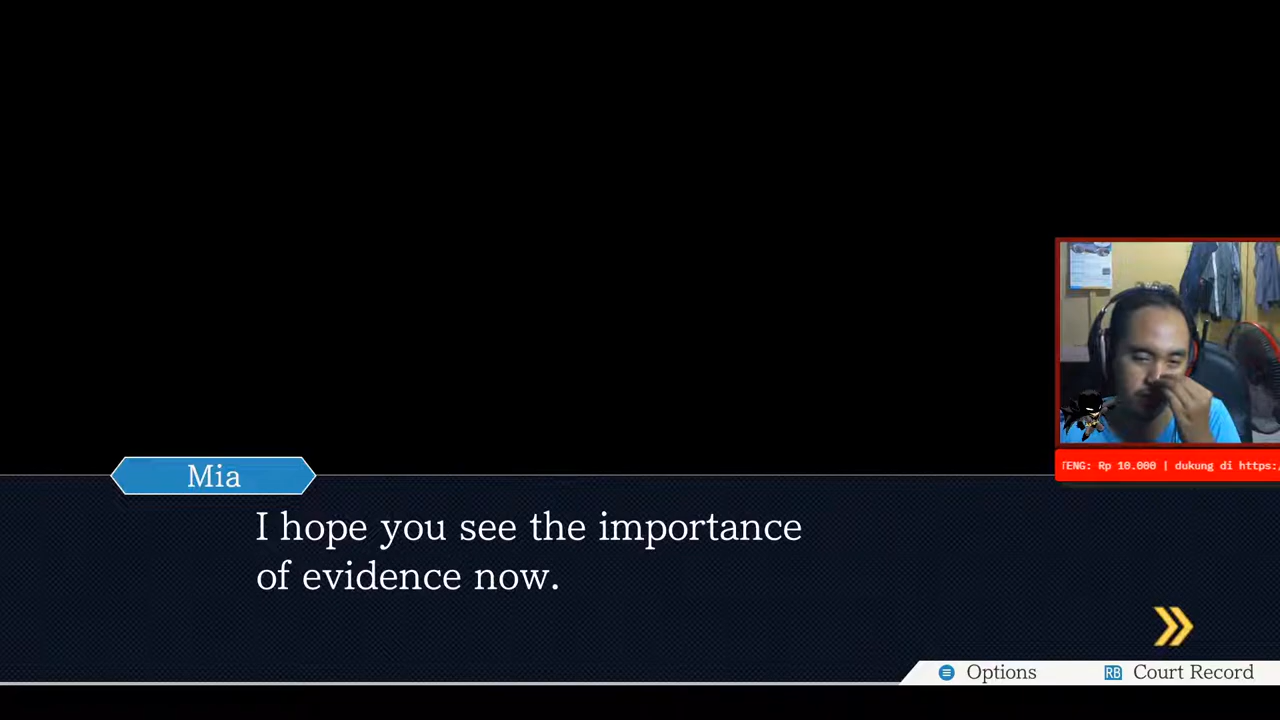 TENG: Rp 10.000 | dukung di https:
Mia
I hope you see the importance
of evidence now.
Options
RB Court Record